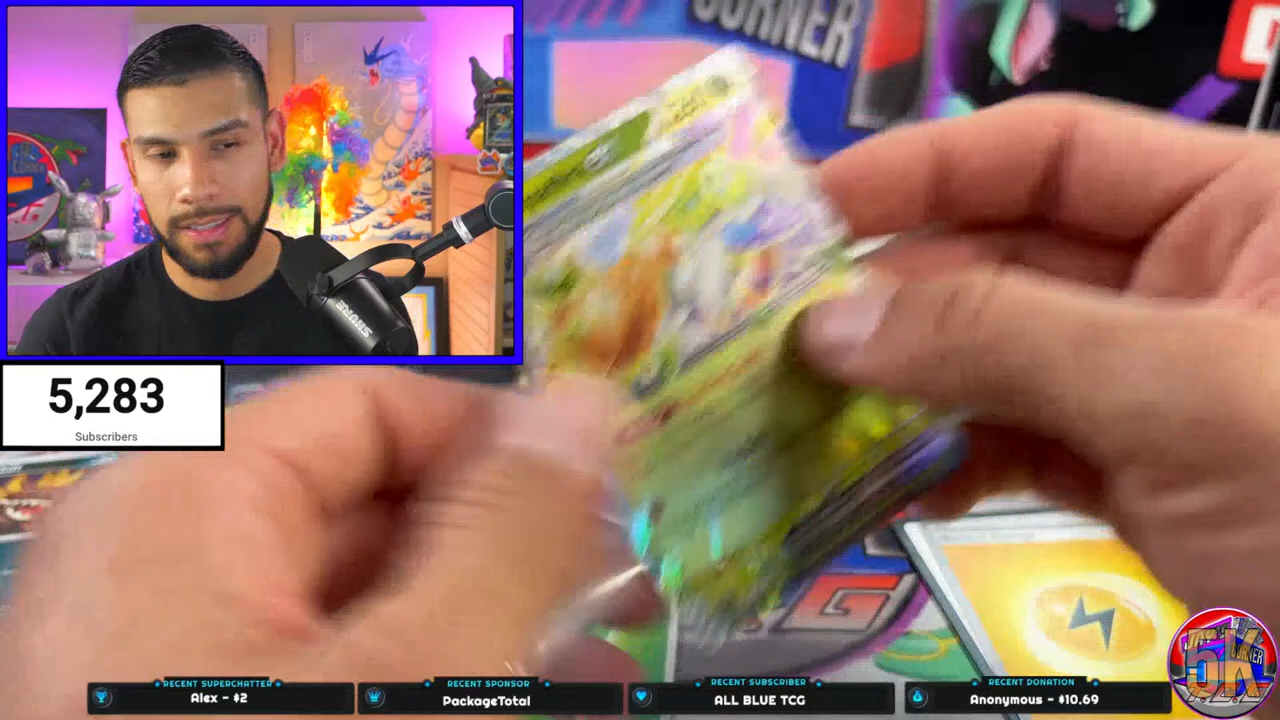 CORNER
SHURE
5,283
Subscribers
G
5K
CORNER
RECENT SUPERCHATTER
Alex - $2
RECENT SPONSOR
PackageTotal
RECENT SUBSCRIBER
ALL BLUE TCG
RECENT DONATION
Anonymous - $10.69